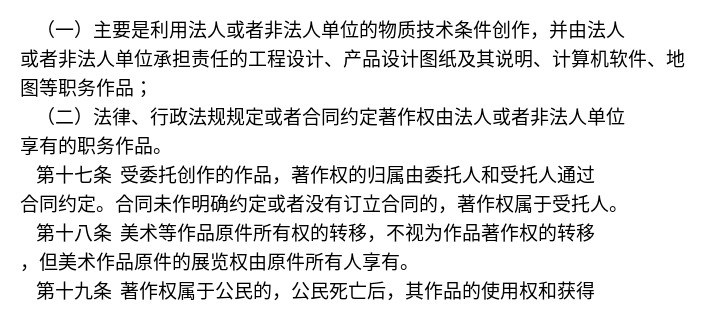 （一）主要是利用法人或者非法人单位的物质技术条件创作，并由法人
或者非法人单位承担责任的工程设计、产品设计图纸及其说明、计算机软件、地
图等职务作品；
（二）法律、行政法规规定或者合同约定著作权由法人或者非法人单位
享有的职务作品。
第十七条 受委托创作的作品，著作权的归属由委托人和受托人通过
合同约定。合同未作明确约定或者没有订立合同的，著作权属于受托人。
第十八条 美术等作品原件所有权的转移，不视为作品著作权的转移
，但美术作品原件的展览权由原件所有人享有。
第十九条 著作权属于公民的，公民死亡后，其作品的使用权和获得